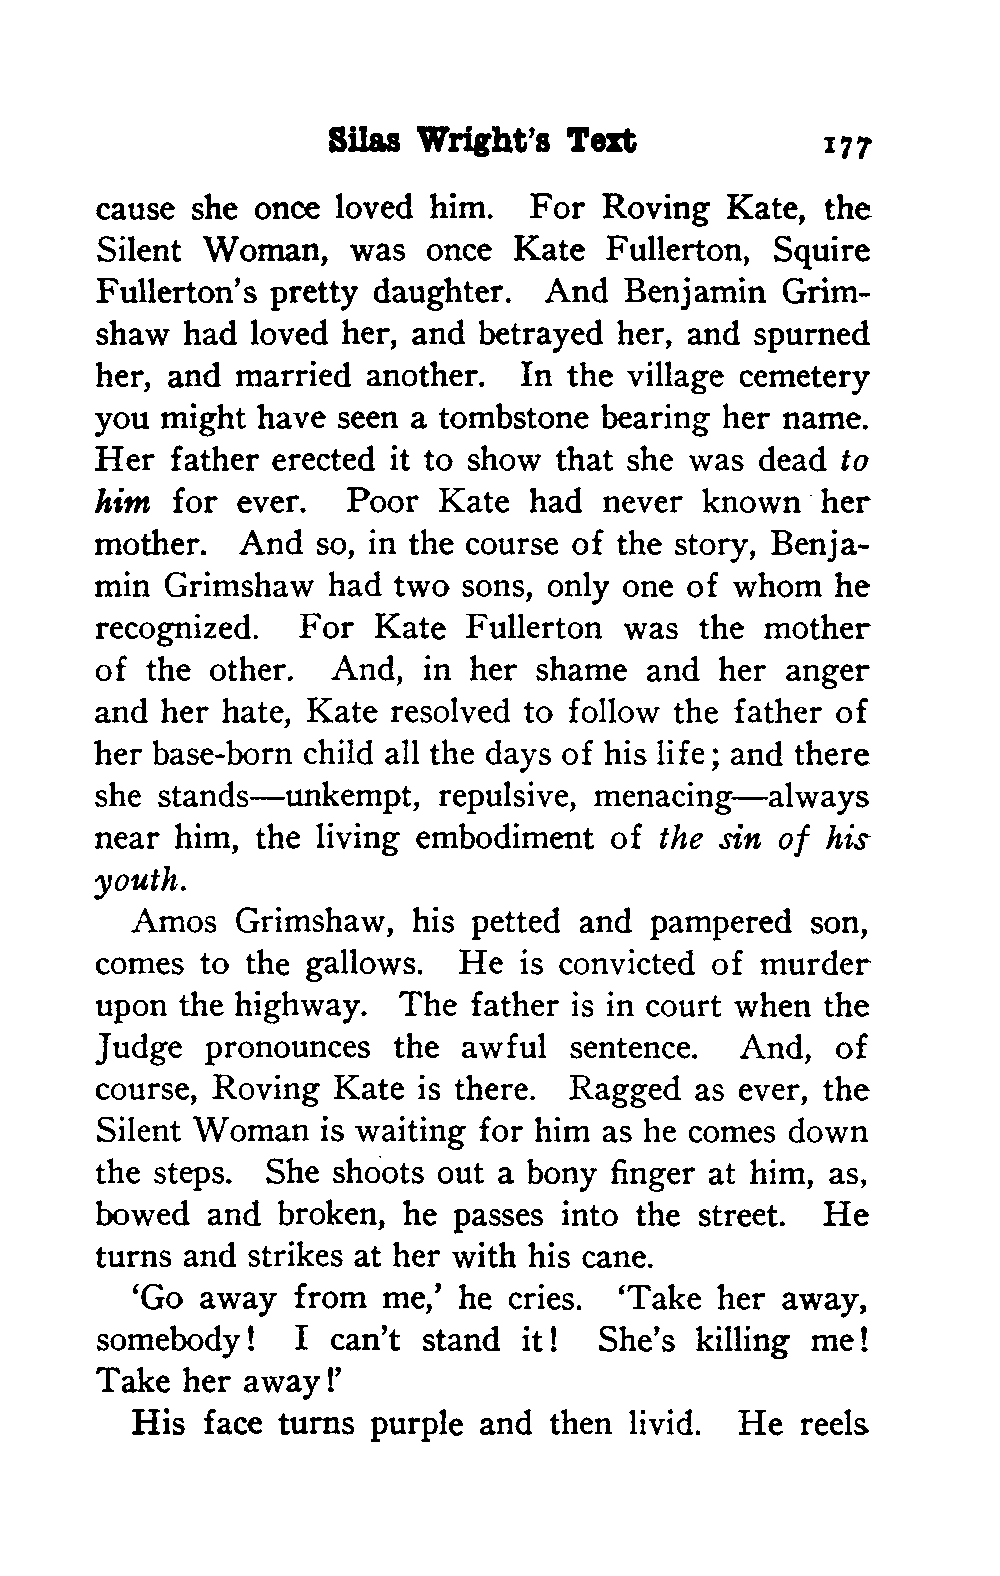 Silas Wright's Text 177
cause she once loved him. For Roving Kate, the
Silent Woman, was once Kate Fullerton, Squire
Fullerton's pretty daughter. And Benjamin Grim-
shaw had loved her, and betrayed her, and spurned
her, and married another. In the village cemetery
you might have seen a tombstone bearing her name.
Her father erected it to show that she was dead to
him for ever. Poor Kate had never known her
mother. And so, in the course of the story, Benja-
min Grimshaw had two sons, only one of whom he
recognized. For Kate Fullerton was the mother
of the other. And, in her shame and her anger
and her hate, Kate resolved to follow the father of
her base-born child all the days of his life; and there
she stands—unkempt, repulsive, menacing—always
near him, the living embodiment of the sin of his
youth.
Amos Grimshaw, his petted and pampered son,
comes to the gallows. He is convicted of murder
upon the highway. The father is in court when the
Judge pronounces the awful sentence. And, of
course, Roving Kate is there. Ragged as ever, the
Silent Woman is waiting for him as he comes down
the steps. She shoots out a bony finger at him, as,
bowed and broken, he passes into the street. He
turns and strikes at her with his cane.
'Go away from me,' he cries. 'Take her away,
somebody! I can't stand it! She's killing me!
Take her away!'
His face turns purple and then livid. He reels